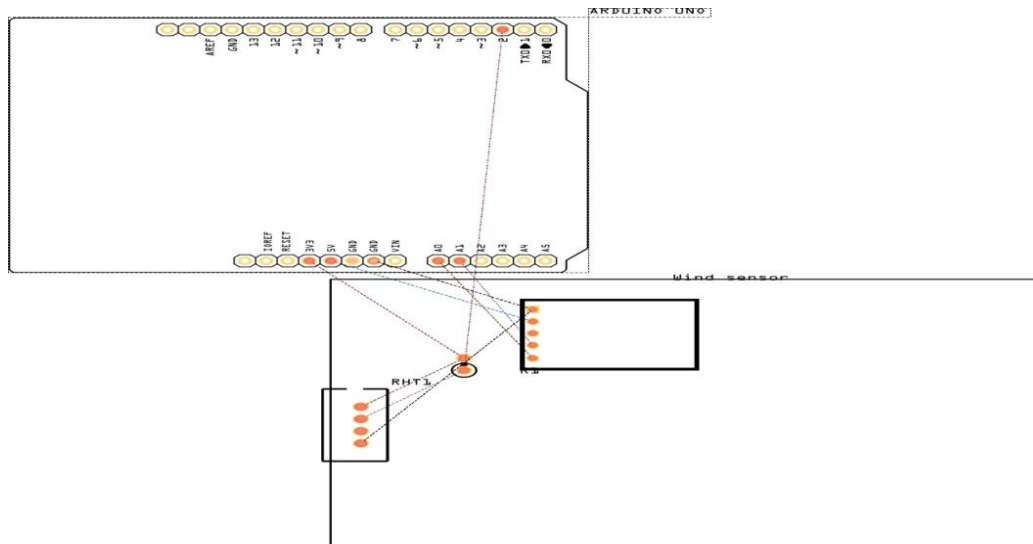 ARDUINo UNo
AREF GND 13 12 ~11 ~10 ~9 8 7 ~6 ~5 4 ~3 2 TXD▶1 RXD◀0
IOREF RESET 3V3 5V GND GND VIN A0 A1 A2 A3 A4 A5
Wind sensor
R1
RHT1